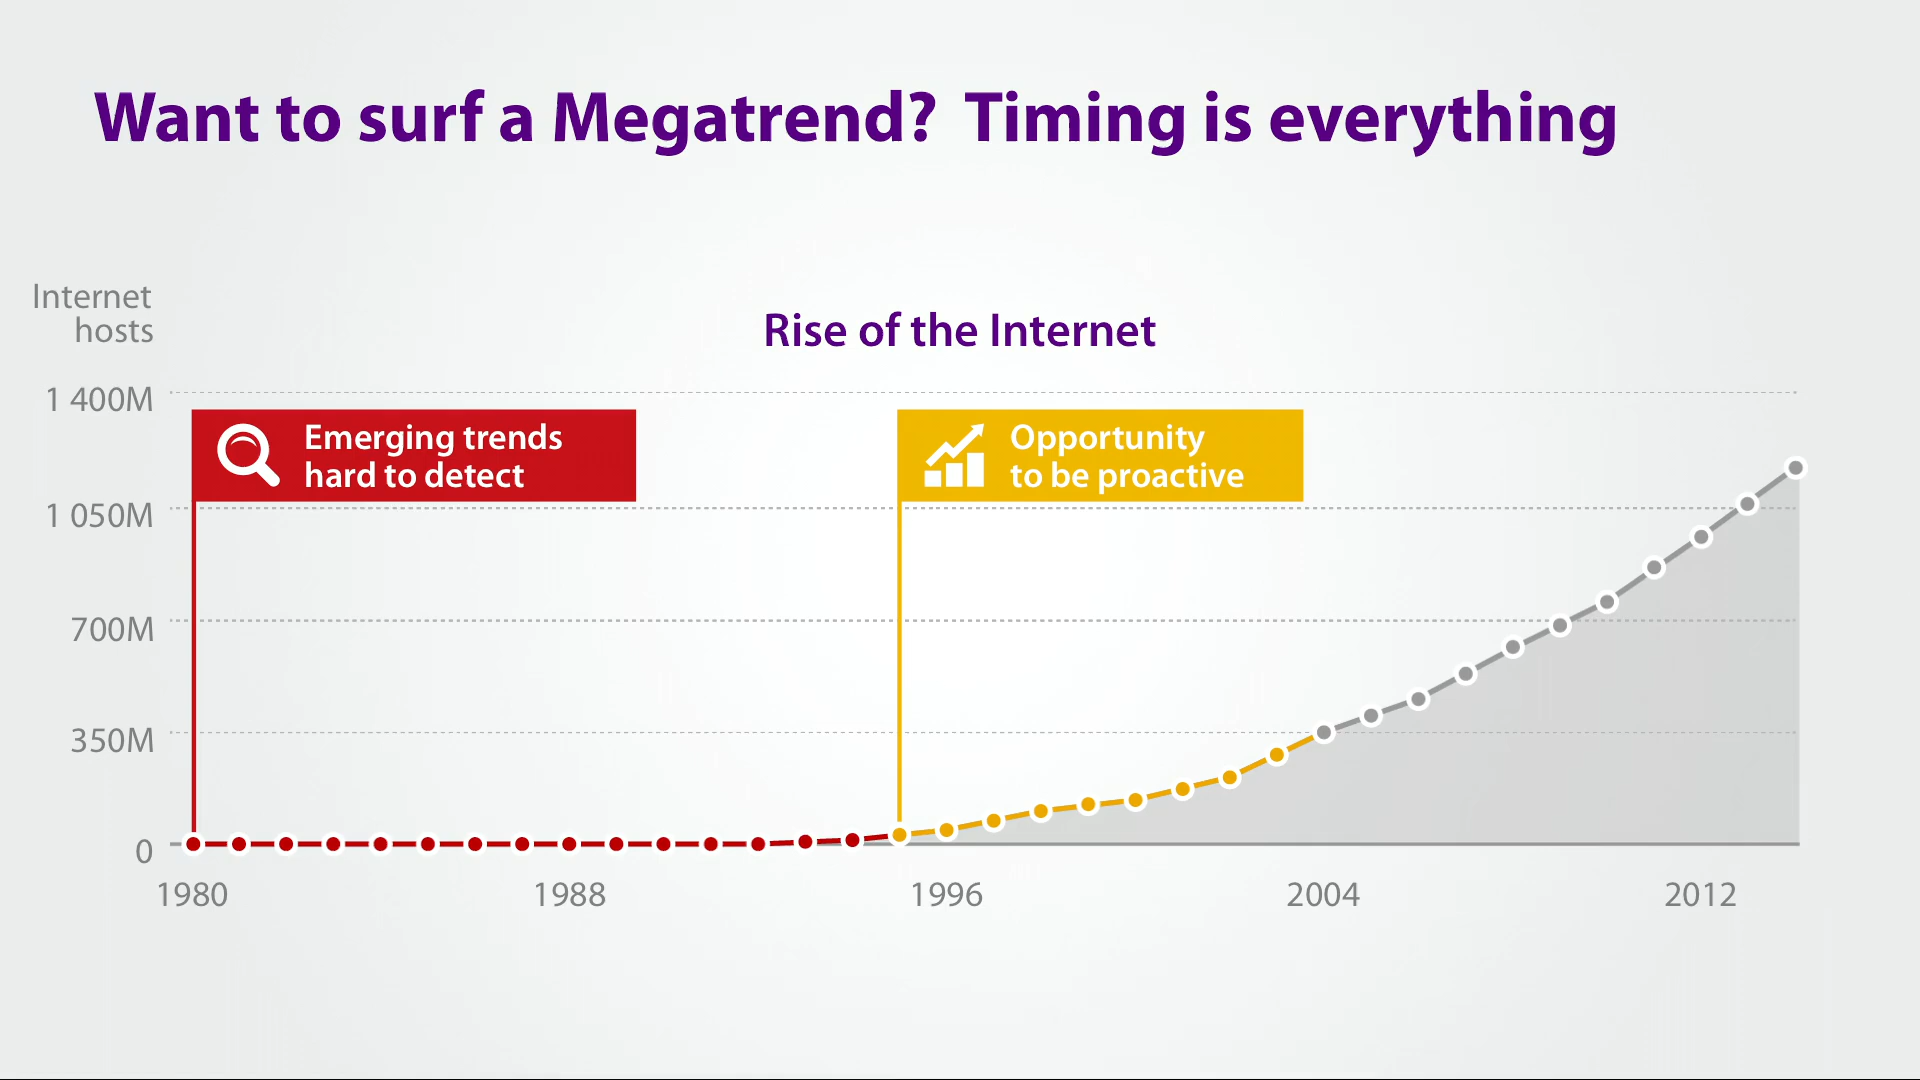 Want to surf a Megatrend?  Timing is everything
Internet
hosts
Rise of the Internet
1 400M
Emerging trends
hard to detect
Opportunity
to be proactive
1 050M
700M
350M
0
1980
1988
1996
2004
2012